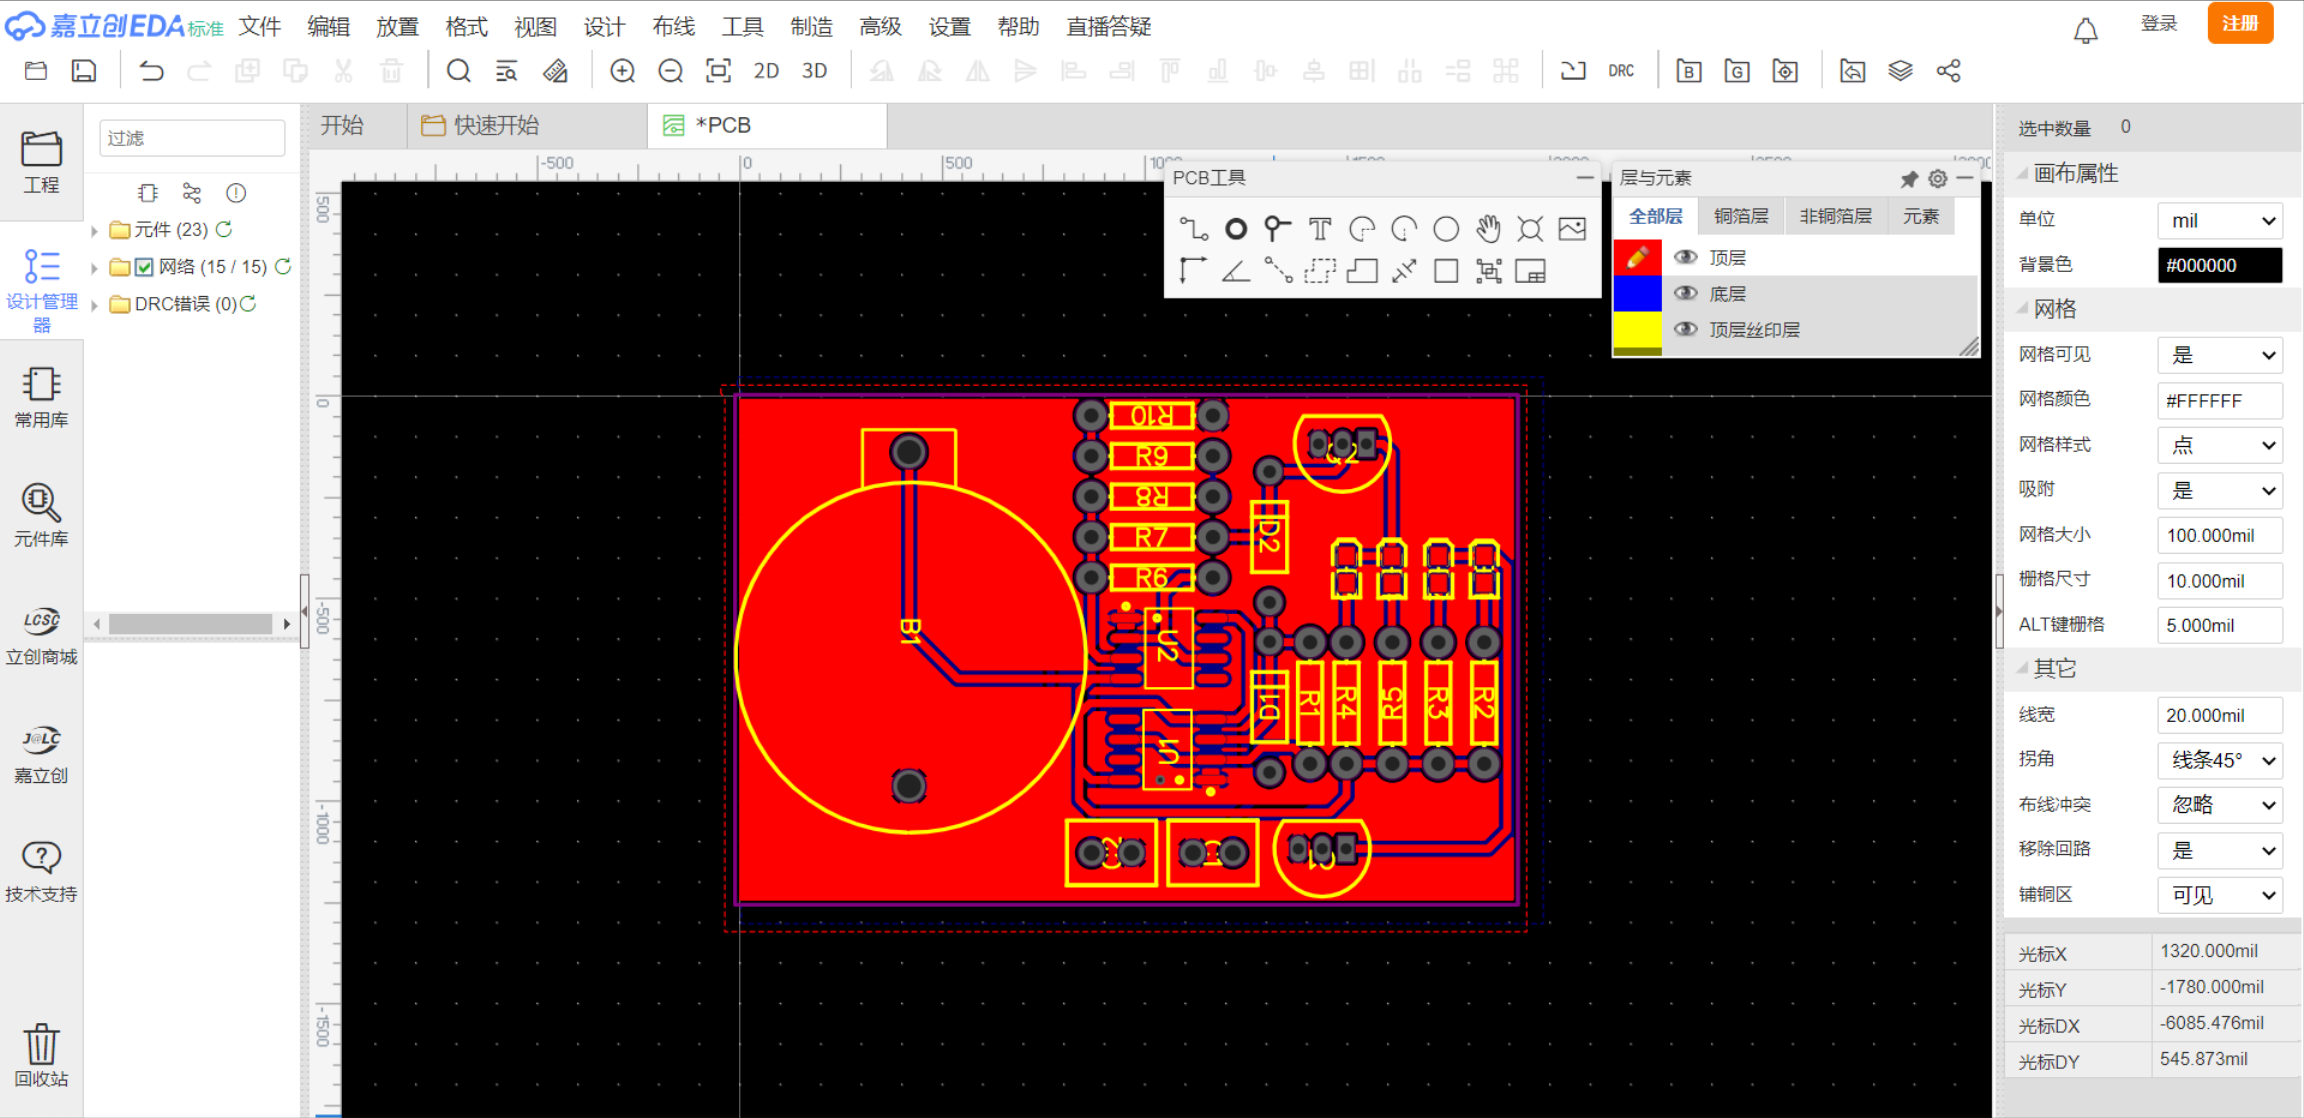 嘉立创EDA标准 文件 编辑 放置 格式 视图 设计 布线 工具 制造 高级 设置 帮助 直播答疑 登录 注册
2D 3D DRC B G
工程
设计管理器
常用库
元件库
LCSC
立创商城
J@LC
嘉立创
技术支持
回收站
过滤
元件 (23)
网络 (15 / 15)
DRC错误 (0)
开始 快速开始 *PCB
-500 0 500
500
0
-500
-1000
-1500
PCB工具
层与元素
全部层 铜箔层 非铜箔层 元素
顶层
底层
顶层丝印层
R10
R9
R8
R7
R6
B1
U2
U1
D2
Q2
D1
R1 R4 R5 R3 R2
选中数量 0
画布属性
单位 mil
背景色 #000000
网格
网格可见 是
网格颜色 #FFFFFF
网格样式 点
吸附 是
网格大小 100.000mil
栅格尺寸 10.000mil
ALT键栅格 5.000mil
其它
线宽 20.000mil
拐角 线条45°
布线冲突 忽略
移除回路 是
铺铜区 可见
光标X 1320.000mil
光标Y -1780.000mil
光标DX -6085.476mil
光标DY 545.873mil